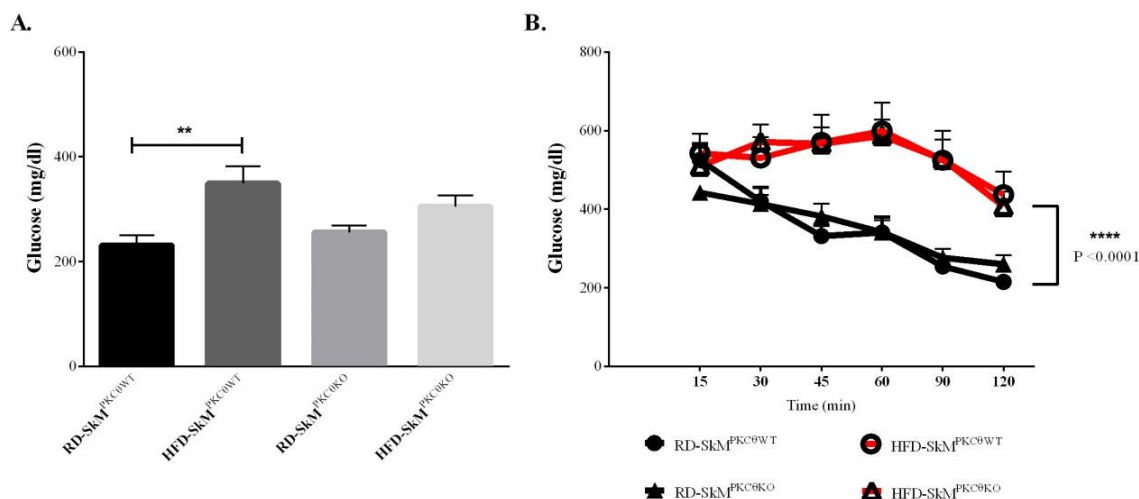 A.
600
400
200
0
Glucose (mg/dl)
**
RD-SkM^PKCθWT
HFD-SkM^PKCθWT
RD-SkM^PKCθKO
HFD-SkM^PKCθKO
B.
800
600
400
200
0
Glucose (mg/dl)
15 30 45 60 90 120
Time (min)
****
P <0.0001
RD-SkM^PKCθWT HFD-SkM^PKCθWT
RD-SkM^PKCθKO HFD-SkM^PKCθKO